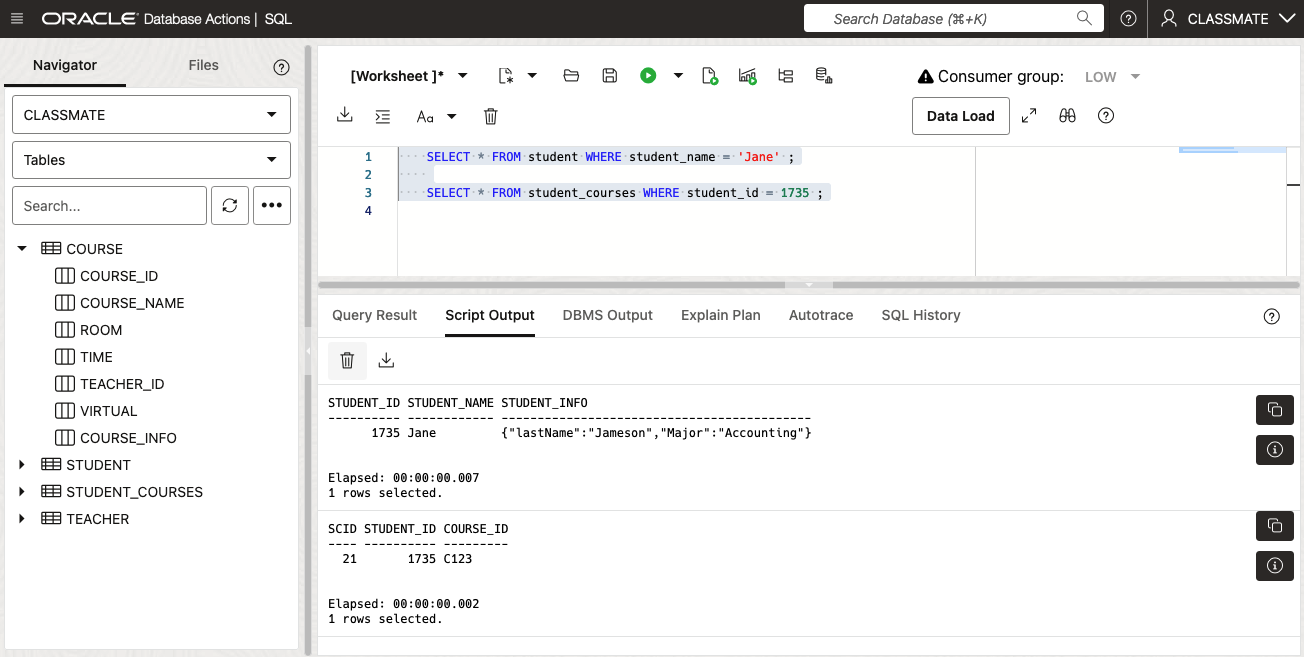 ORACLE® Database Actions | SQL
Search Database (⌘+K)
CLASSMATE
Navigator
Files
CLASSMATE
Tables
Search...
COURSE
COURSE_ID
COURSE_NAME
ROOM
TIME
TEACHER_ID
VIRTUAL
COURSE_INFO
STUDENT
STUDENT_COURSES
TEACHER
[Worksheet ]*
Consumer group: LOW
Aa
Data Load
1 SELECT * FROM student WHERE student_name = 'Jane' ;
2
3 SELECT * FROM student_courses WHERE student_id = 1735 ;
4
Query Result Script Output DBMS Output Explain Plan Autotrace SQL History
STUDENT_ID STUDENT_NAME STUDENT_INFO
---------- ------------ -------------------------------------------
1735 Jane {"lastName":"Jameson","Major":"Accounting"}
Elapsed: 00:00:00.007
1 rows selected.
SCID STUDENT_ID COURSE_ID
---- ---------- ---------
21 1735 C123
Elapsed: 00:00:00.002
1 rows selected.